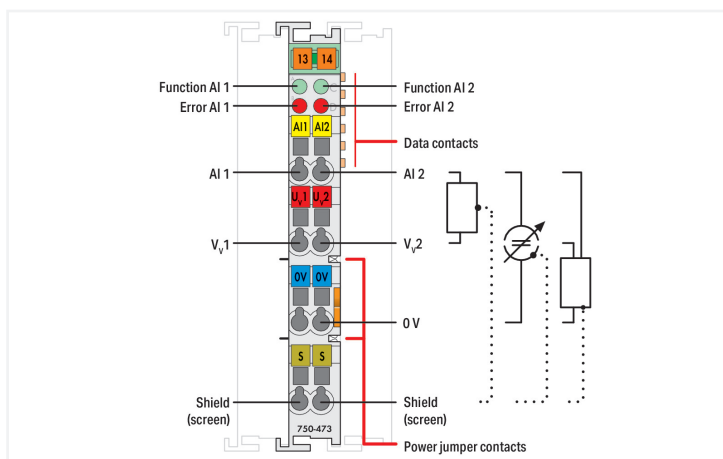 13 14
Function AI 1
Function AI 2
Error AI 1
Error AI 2
AI1 AI2
Data contacts
AI 1
AI 2
UV1 UV2
VV1
VV2
0V 0V
0 V
S S
Shield
(screen)
Shield
(screen)
750-473
Power jumper contacts